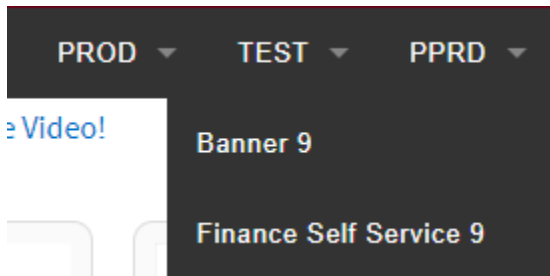 PROD TEST PPRD
e Video!
Banner 9
Finance Self Service 9